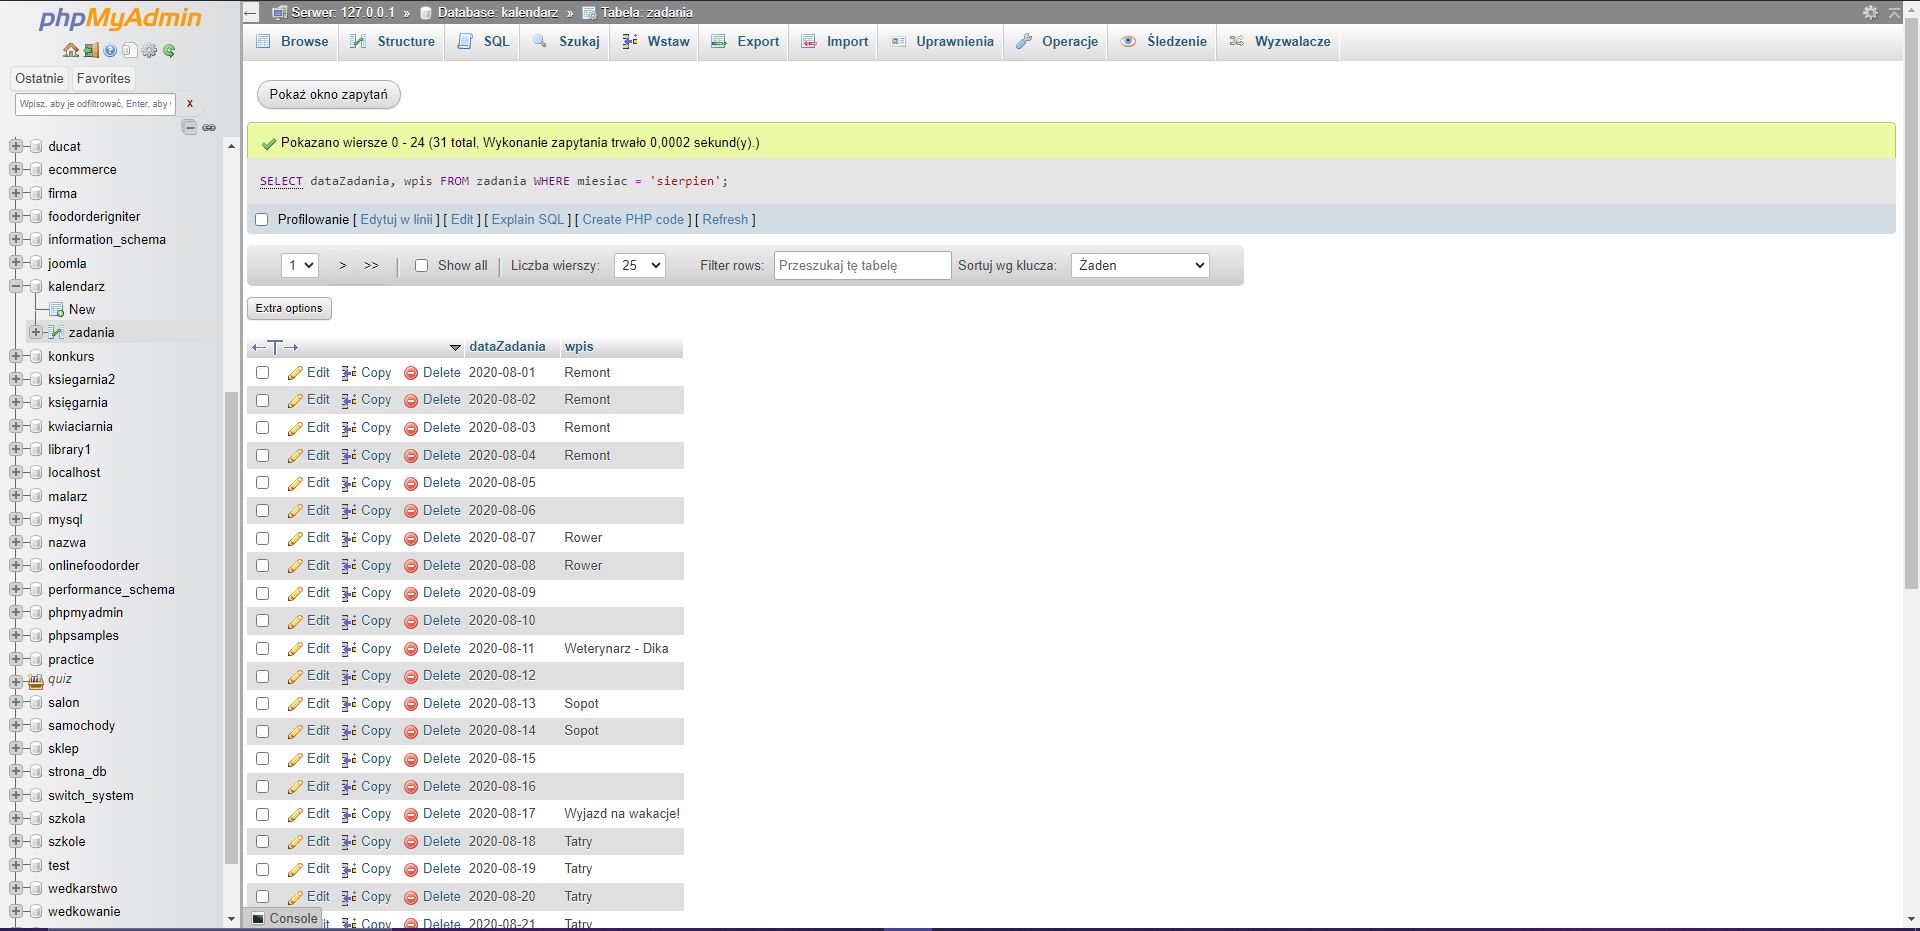 phpMyAdmin
Ostatnie Favorites
Wpisz, aby je odfiltrować, Enter, aby X
ducat
ecommerce
firma
foodorderigniter
information_schema
joomla
kalendarz
New
zadania
konkurs
ksiegarnia2
księgarnia
kwiaciarnia
library1
localhost
malarz
mysql
nazwa
onlinefoodorder
performance_schema
phpmyadmin
phpsamples
practice
quiz
salon
samochody
sklep
strona_db
switch_system
szkola
szkole
test
wedkarstwo
wedkowanie
Serwer: 127.0.0.1 » Database: kalendarz » Tabela: zadania
Browse Structure SQL Szukaj Wstaw Export Import Uprawnienia Operacje Śledzenie Wyzwalacze
Pokaż okno zapytań
Pokazano wiersze 0 - 24 (31 total, Wykonanie zapytania trwało 0,0002 sekund(y).)
SELECT dataZadania, wpis FROM zadania WHERE miesiac = 'sierpien';
Profilowanie [ Edytuj w linii ] [ Edit ] [ Explain SQL ] [ Create PHP code ] [ Refresh ]
1 > >> | Show all | Liczba wierszy: 25 Filter rows: Przeszukaj tę tabelę Sortuj wg klucza: Żaden
Extra options
←T→ dataZadania wpis
Edit Copy Delete 2020-08-01 Remont
Edit Copy Delete 2020-08-02 Remont
Edit Copy Delete 2020-08-03 Remont
Edit Copy Delete 2020-08-04 Remont
Edit Copy Delete 2020-08-05
Edit Copy Delete 2020-08-06
Edit Copy Delete 2020-08-07 Rower
Edit Copy Delete 2020-08-08 Rower
Edit Copy Delete 2020-08-09
Edit Copy Delete 2020-08-10
Edit Copy Delete 2020-08-11 Weterynarz - Dika
Edit Copy Delete 2020-08-12
Edit Copy Delete 2020-08-13 Sopot
Edit Copy Delete 2020-08-14 Sopot
Edit Copy Delete 2020-08-15
Edit Copy Delete 2020-08-16
Edit Copy Delete 2020-08-17 Wyjazd na wakacje!
Edit Copy Delete 2020-08-18 Tatry
Edit Copy Delete 2020-08-19 Tatry
Edit Copy Delete 2020-08-20 Tatry
Console it Copy Delete 2020-08-21 Tatry